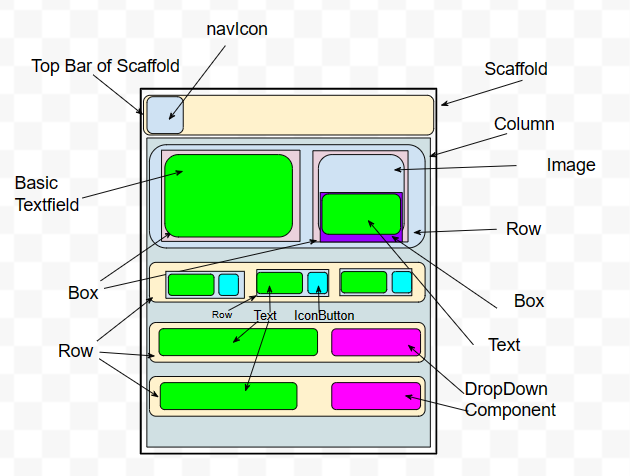 navIcon
Top Bar of Scaffold
Scaffold
Column
Image
Basic
Textfield
Row
Box
Box
Row
Text
IconButton
Row
Text
DropDown
Component